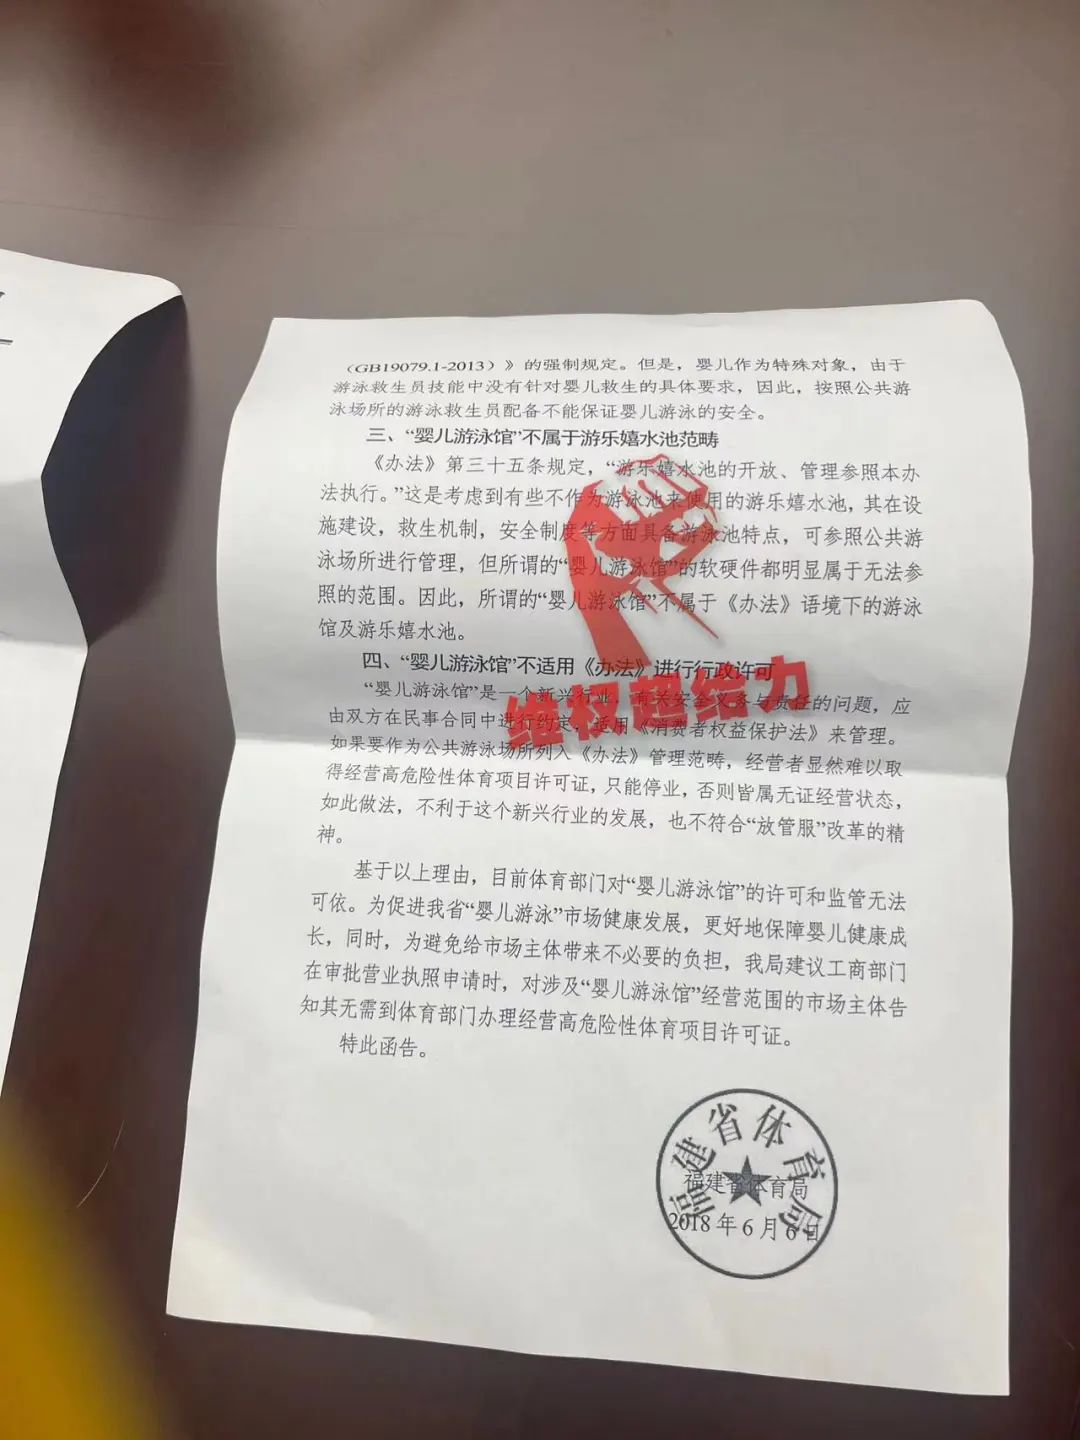 （GB19079.1-2013）》的强制规定。但是，婴儿作为特殊对象，由于
游泳救生员技能中没有针对婴儿救生的具体要求，因此，按照公共游
泳场所的游泳救生员配备不能保证婴儿游泳的安全。
三、“婴儿游泳馆”不属于游乐嬉水池范畴
《办法》第三十五条规定，“游乐嬉水池的开放、管理参照本办
法执行。”这是考虑到有些不作为游泳池来使用的游乐嬉水池，其在设
施建设，救生机制，安全制度等方面具备游泳池特点，可参照公共游
泳场所进行管理，但所谓的“婴儿游泳馆”的软硬件都明显属于无法参
照的范围。因此，所谓的“婴儿游泳馆”不属于《办法》语境下的游泳
馆及游乐嬉水池。
四、“婴儿游泳馆”不适用《办法》进行行政许可
“婴儿游泳馆”是一个新兴行业，有关安全义务与责任的问题，应
由双方在民事合同中进行约定，适用《消费者权益保护法》来管理。
如果要作为公共游泳场所列入《办法》管理范畴，经营者显然难以取
得经营高危险性体育项目许可证，只能停业，否则皆属无证经营状态，
如此做法，不利于这个新兴行业的发展，也不符合“放管服”改革的精
神。
基于以上理由，目前体育部门对“婴儿游泳馆”的许可和监管无法
可依。为促进我省“婴儿游泳”市场健康发展，更好地保障婴儿健康成
长，同时，为避免给市场主体带来不必要的负担，我局建议工商部门
在审批营业执照申请时，对涉及“婴儿游泳馆”经营范围的市场主体告
知其无需到体育部门办理经营高危险性体育项目许可证。
特此函告。
福建省体育局
2018年6月6日
福建省体育局
维权超给力